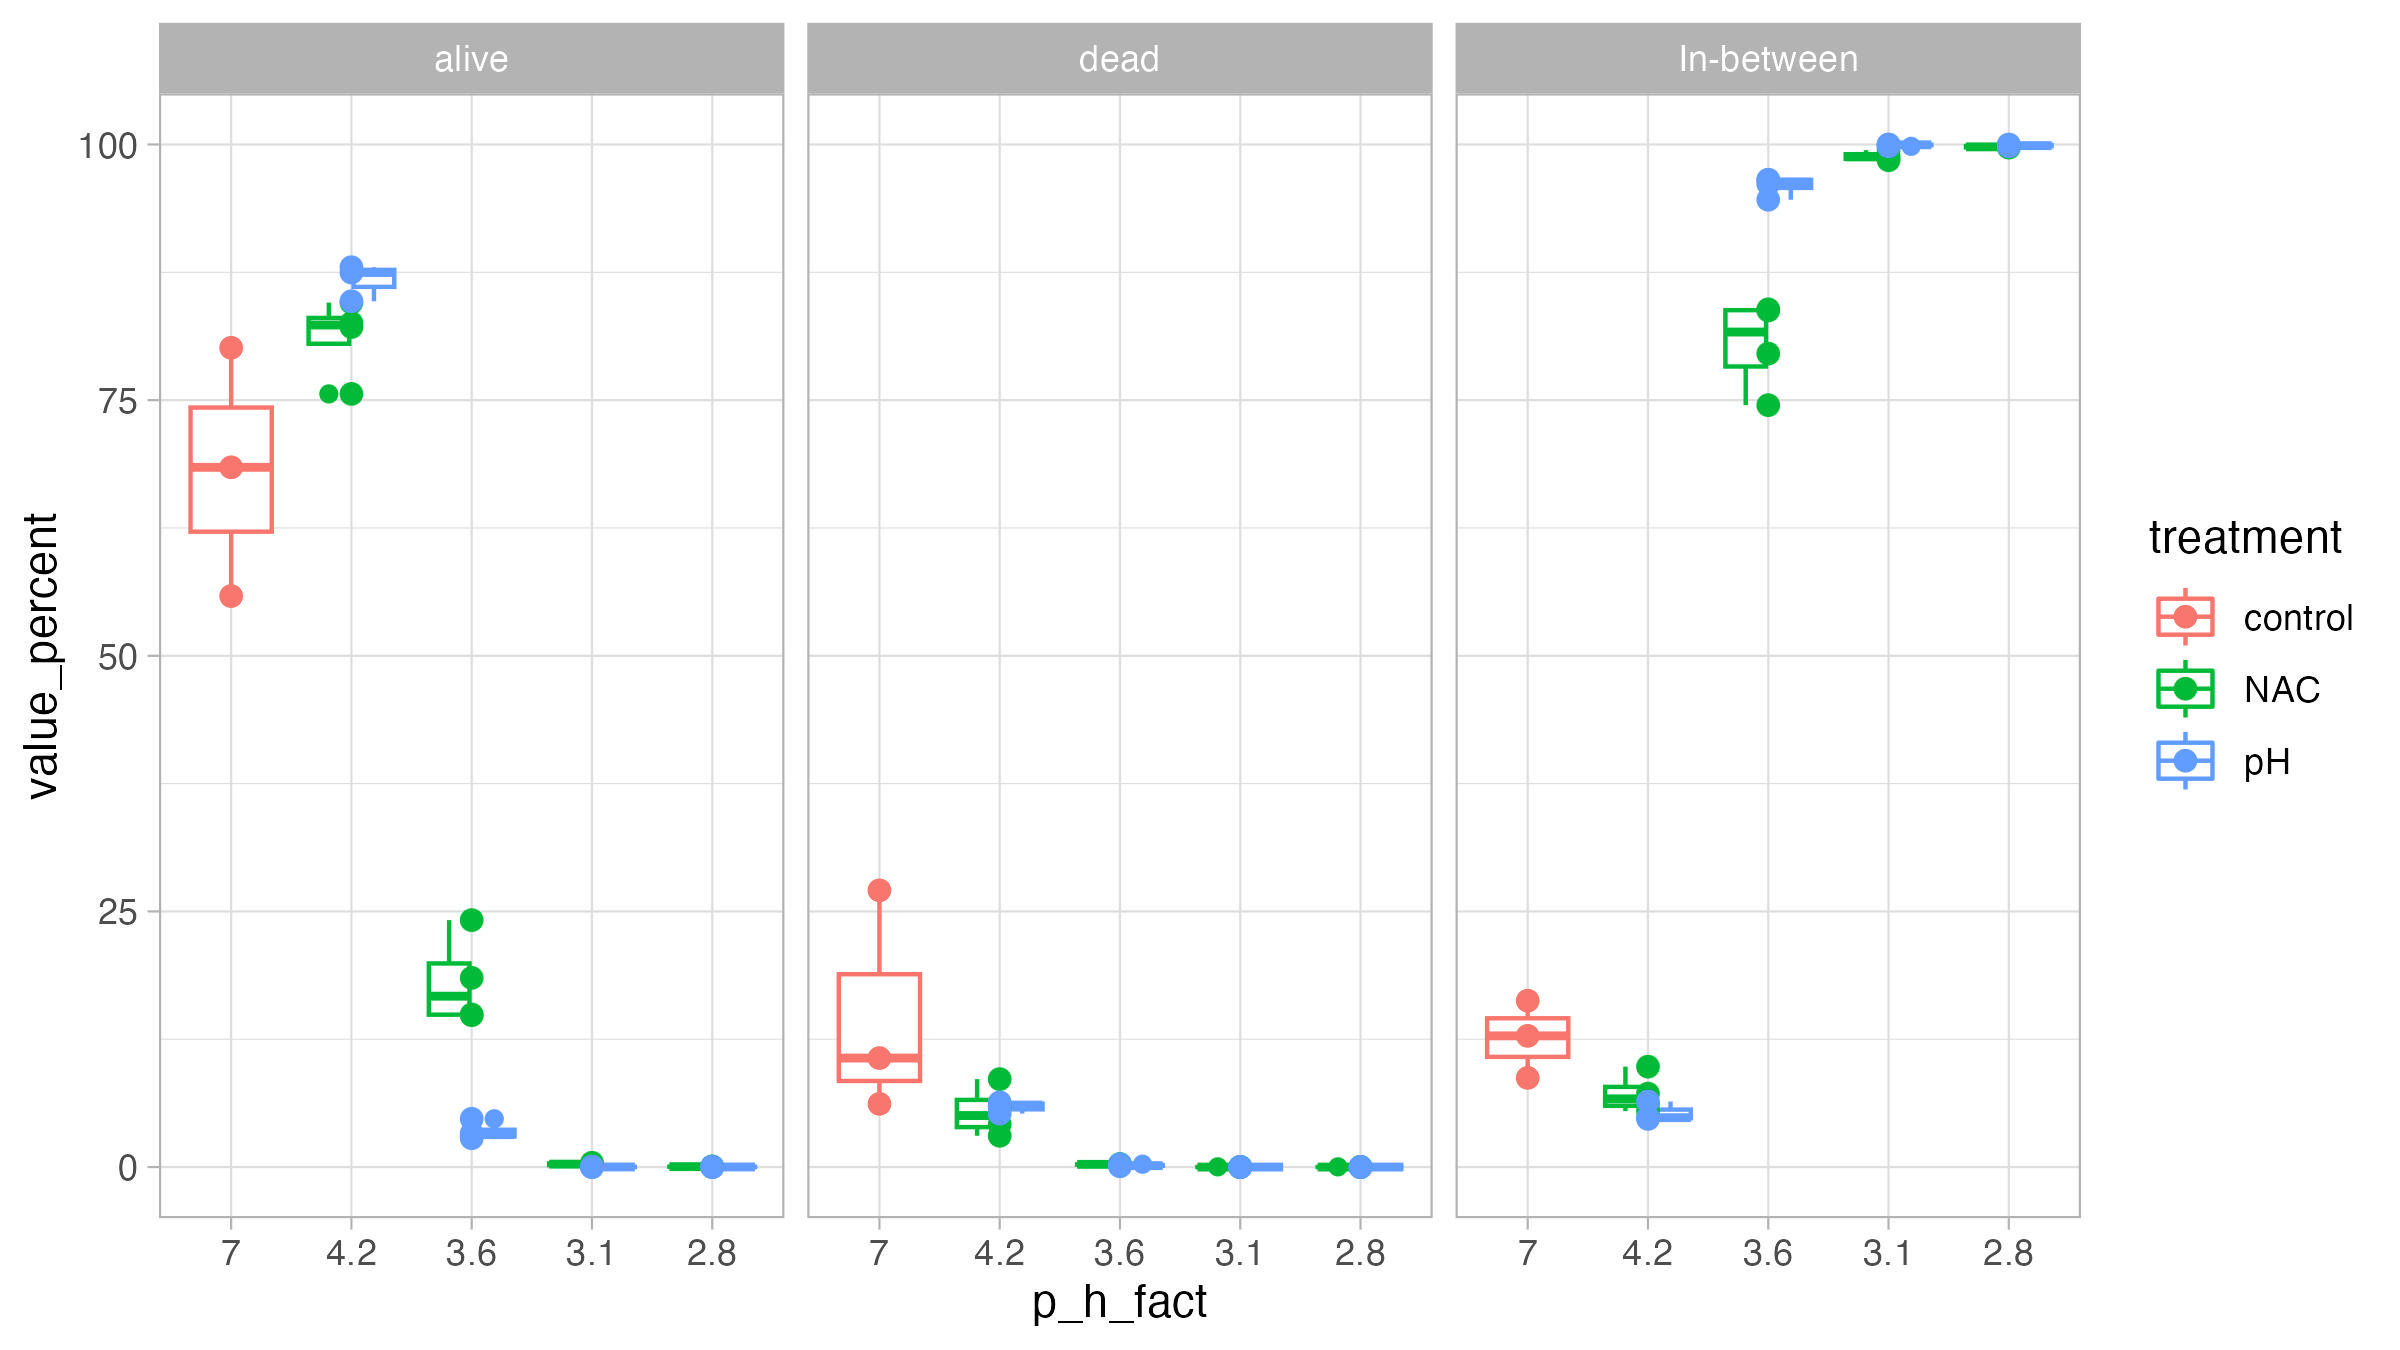 alive
dead
In-between
100
75
50
25
0
value_percent
7 4.2 3.6 3.1 2.8
7 4.2 3.6 3.1 2.8
7 4.2 3.6 3.1 2.8
p_h_fact
treatment
control
NAC
pH